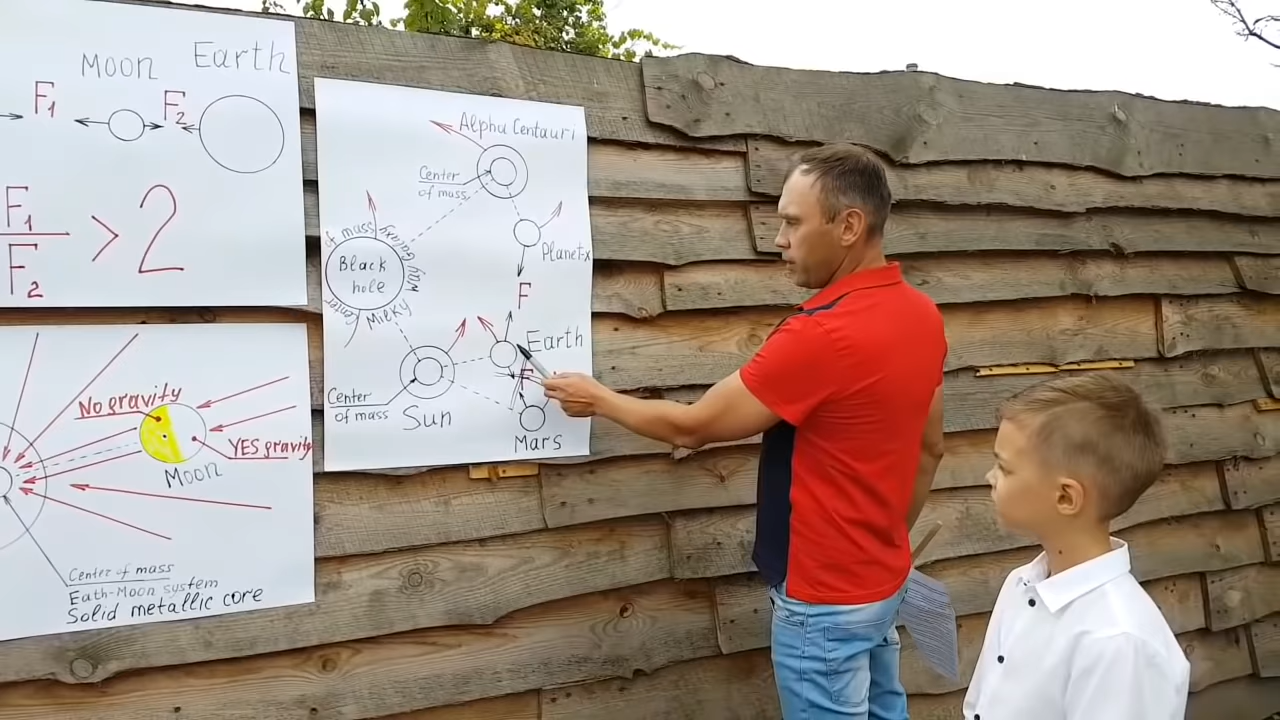 Moon Earth
F1 F2
F1
F2
> 2
No gravity
YES gravity
Moon
Center of mass
Eath-Moon system
Solid metallic core
Alpha Centauri
Center
of mass
Planet-x
Black
hole
Center of mass
Milky Way Galaxy
F
Earth
F
Center
of mass
Sun
Mars